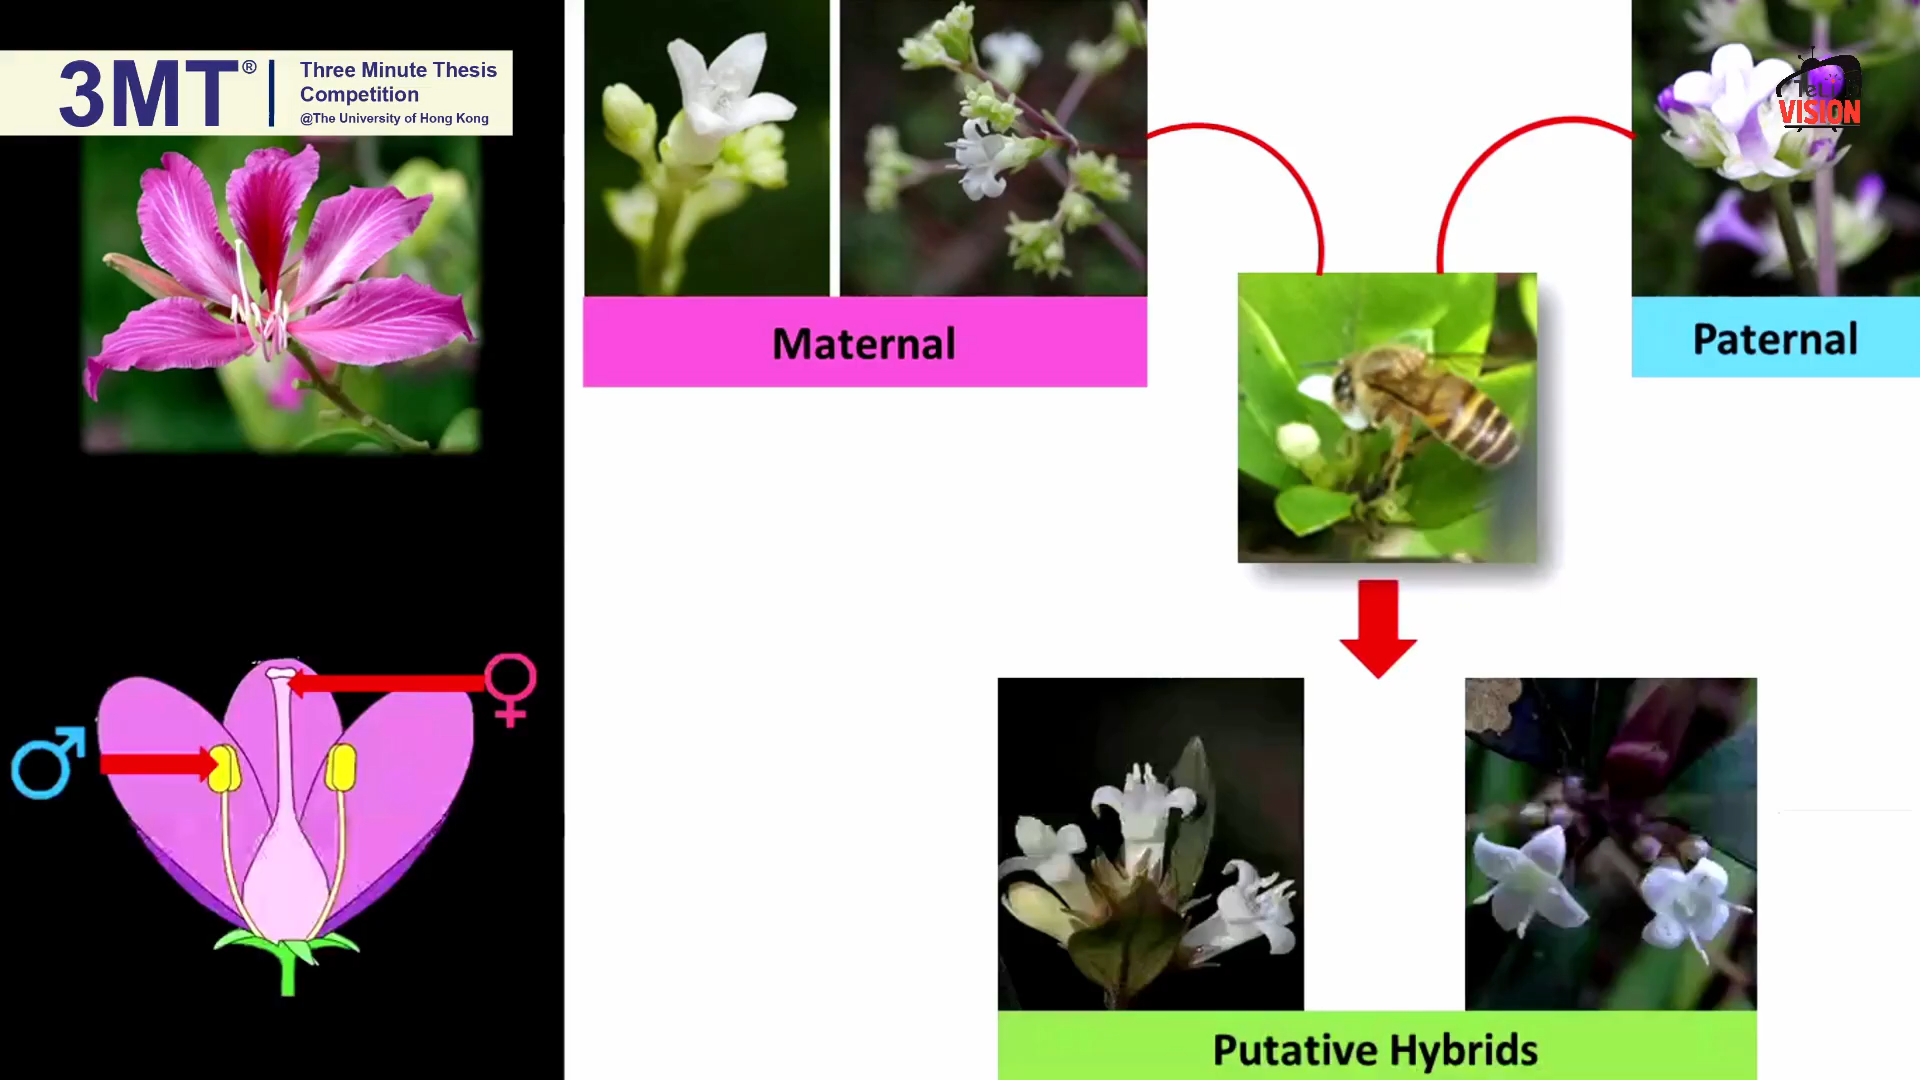 3MT®
Three Minute Thesis
Competition
@The University of Hong Kong
VISION
Maternal
Paternal
Putative Hybrids